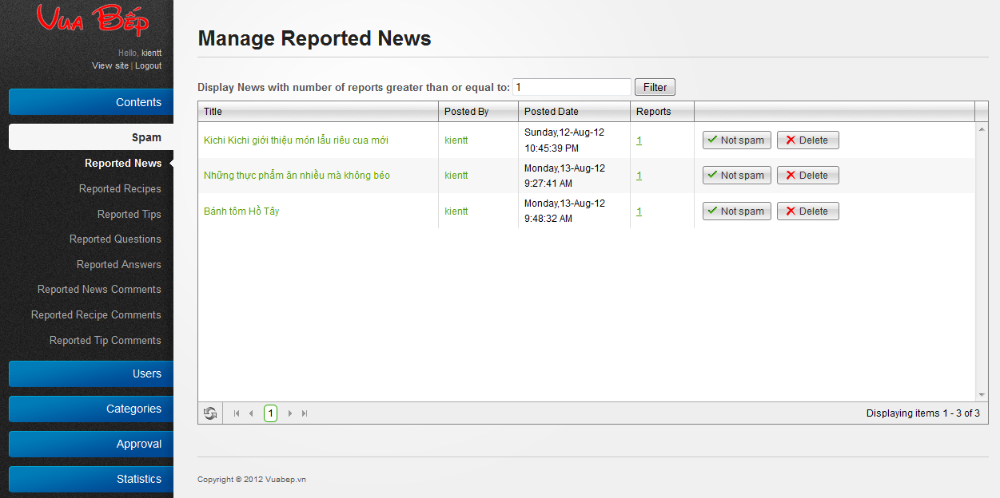 Vua Bếp
Hello, kientt
View site | Logout
Contents
Spam
Reported News
Reported Recipes
Reported Tips
Reported Questions
Reported Answers
Reported News Comments
Reported Recipe Comments
Reported Tip Comments
Users
Categories
Approval
Statistics
Manage Reported News
Display News with number of reports greater than or equal to: 1 Filter
Title Posted By Posted Date Reports
Kichi Kichi giới thiệu món lẩu riêu cua mới kientt Sunday,12-Aug-12 1 Not spam Delete
10:45:39 PM
Những thực phẩm ăn nhiều mà không béo kientt Monday,13-Aug-12 1 Not spam Delete
9:27:41 AM
Bánh tôm Hồ Tây kientt Monday,13-Aug-12 1 Not spam Delete
9:48:32 AM
1 Displaying items 1 - 3 of 3
Copyright © 2012 Vuabep.vn